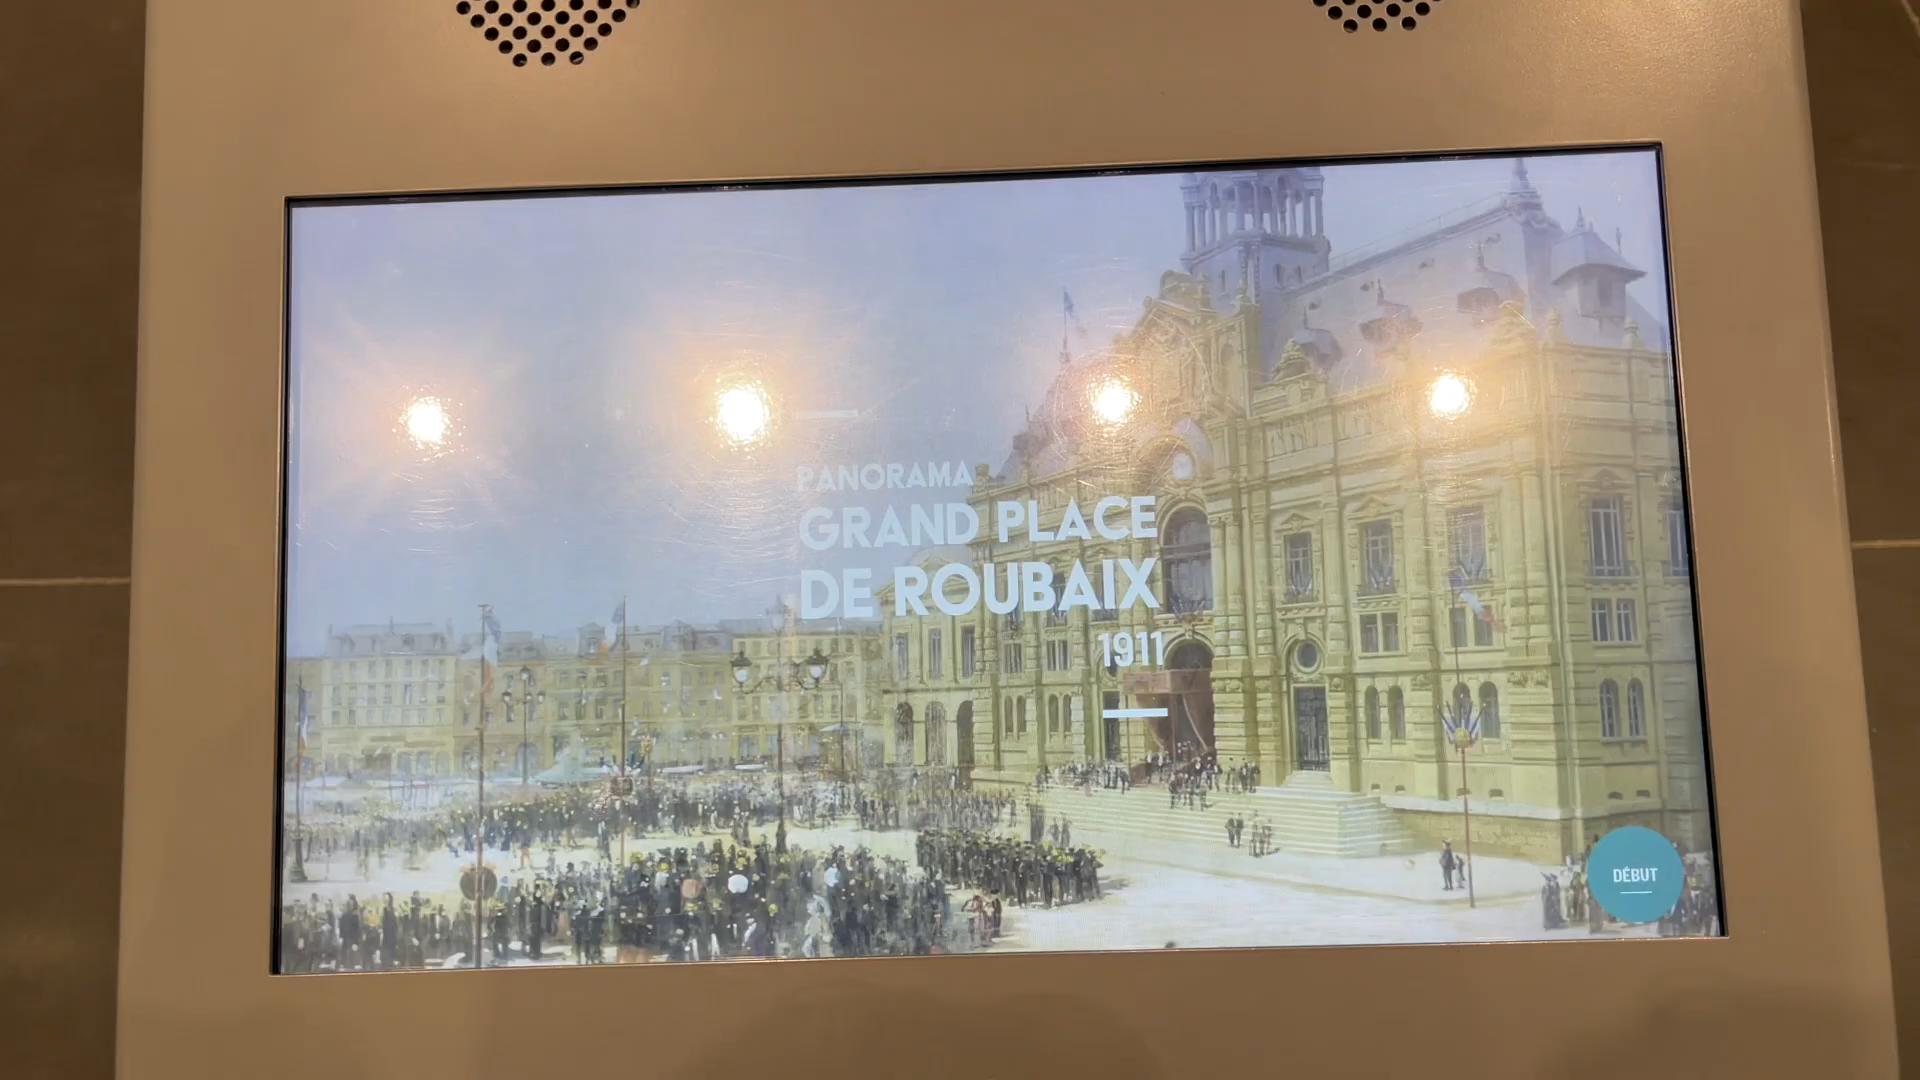 PANORAMA
GRAND PLACE
DE ROUBAIX
1911
DÉBUT